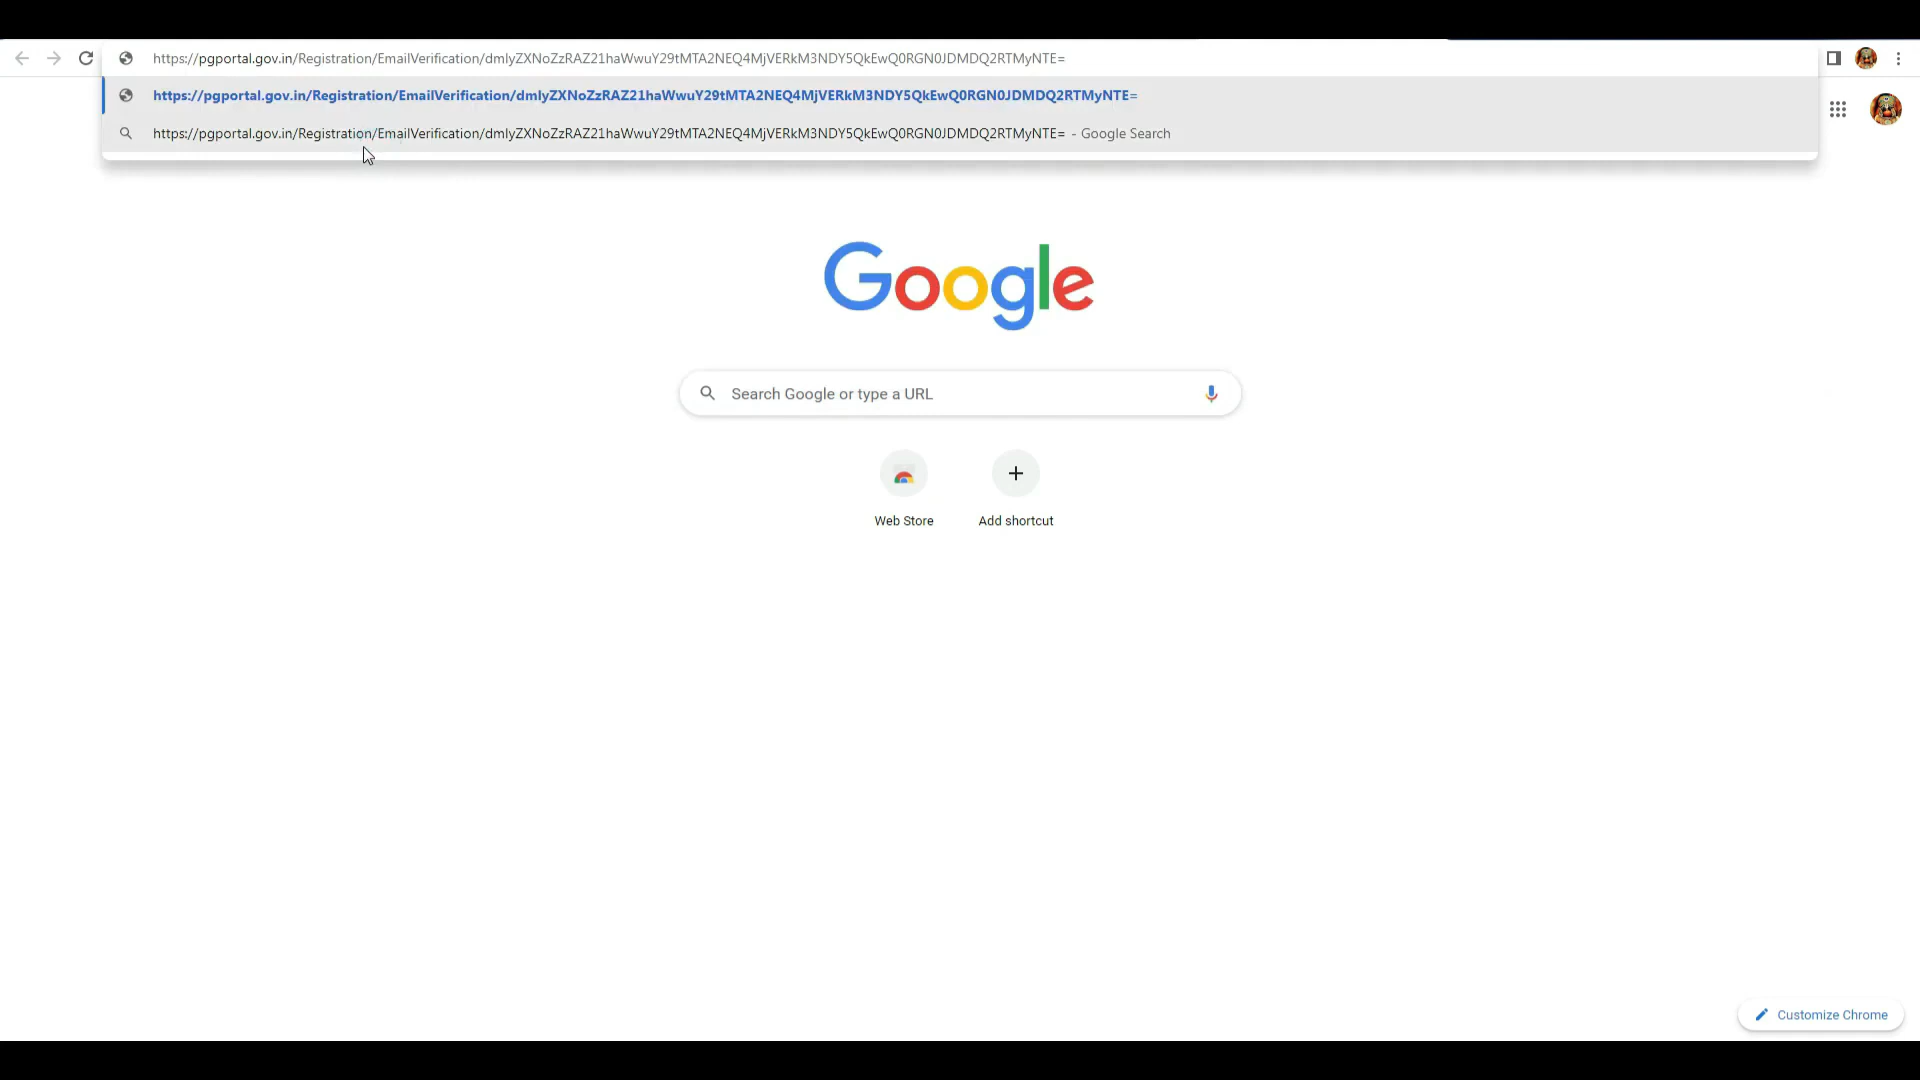 https://pgportal.gov.in/Registration/EmailVerification/dmlyZXNoZzRAZ21haWwuY29tMTA2NEQ4MjVERkM3NDY5QkEwQ0RGN0JDMDQ2RTMyNTE=
https://pgportal.gov.in/Registration/EmailVerification/dmlyZXNoZzRAZ21haWwuY29tMTA2NEQ4MjVERkM3NDY5QkEwQ0RGN0JDMDQ2RTMyNTE=
https://pgportal.gov.in/Registration/EmailVerification/dmlyZXNoZzRAZ21haWwuY29tMTA2NEQ4MjVERkM3NDY5QkEwQ0RGN0JDMDQ2RTMyNTE= - Google Search
Google
Search Google or type a URL
Web Store
Add shortcut
Customize Chrome